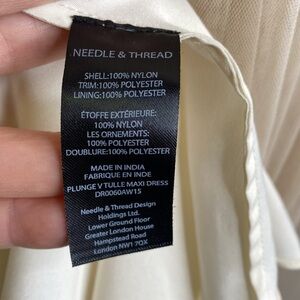 NEEDLE & THREAD
SHELL:100% NYLON
TRIM:100% POLYESTER
LINING:100% POLYESTER
ÉTOFFE EXTÉRIEURE:
100% NYLON
LES ORNEMENTS:
100% POLYESTER
DOUBLURE:100% POLYESTER
MADE IN INDIA
FABRIQUE EN INDE
PLUNGE V TULLE MAXI DRESS
DR0060AW15
Needle & Thread Design
Holdings Ltd.
Lower Ground Floor
Greater London House
Hampstead Road
London NW1 7QX